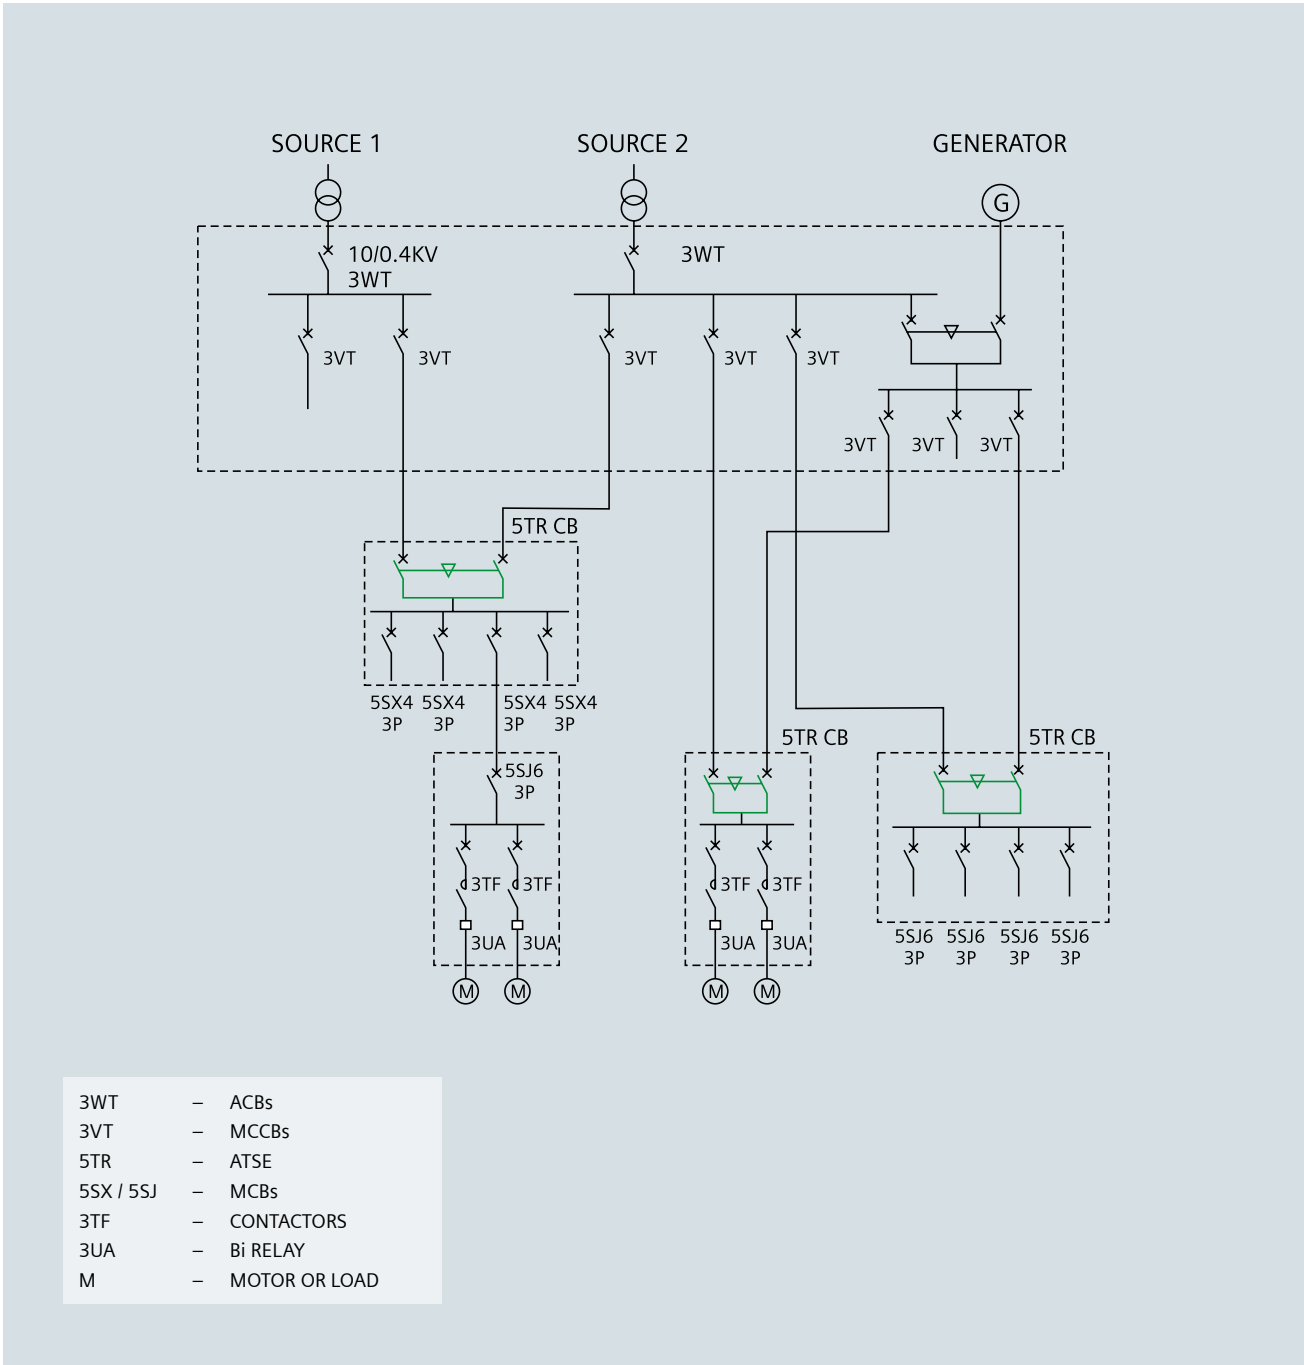 SOURCE 1 SOURCE 2 GENERATOR
G
10/0.4KV 3WT
3WT
3VT 3VT 3VT 3VT 3VT
3VT 3VT 3VT
5TR CB
5SX4 5SX4 5SX4 5SX4
3P 3P 3P 3P
5TR CB 5TR CB
5SJ6
3P
3TF 3TF 3TF 3TF
5SJ6 5SJ6 5SJ6 5SJ6
3UA 3UA 3UA 3UA
3P 3P 3P 3P
M M M M
3WT – ACBs
3VT – MCCBs
5TR – ATSE
5SX / 5SJ – MCBs
3TF – CONTACTORS
3UA – Bi RELAY
M – MOTOR OR LOAD